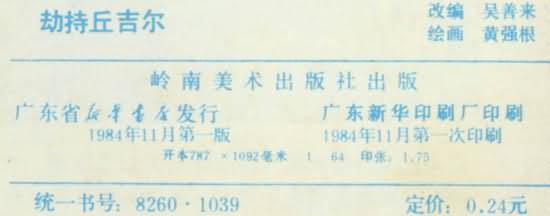 劫持丘吉尔
改编 吴善来
绘画 黄强根
岭南美术出版社出版
广东省新华书店发行 广东新华印刷厂印刷
1984年11月第一版 1984年11月第一次印刷
开本787×1092毫米 1 64 印张：1.75
统一书号：8260·1039 定价：0.24元